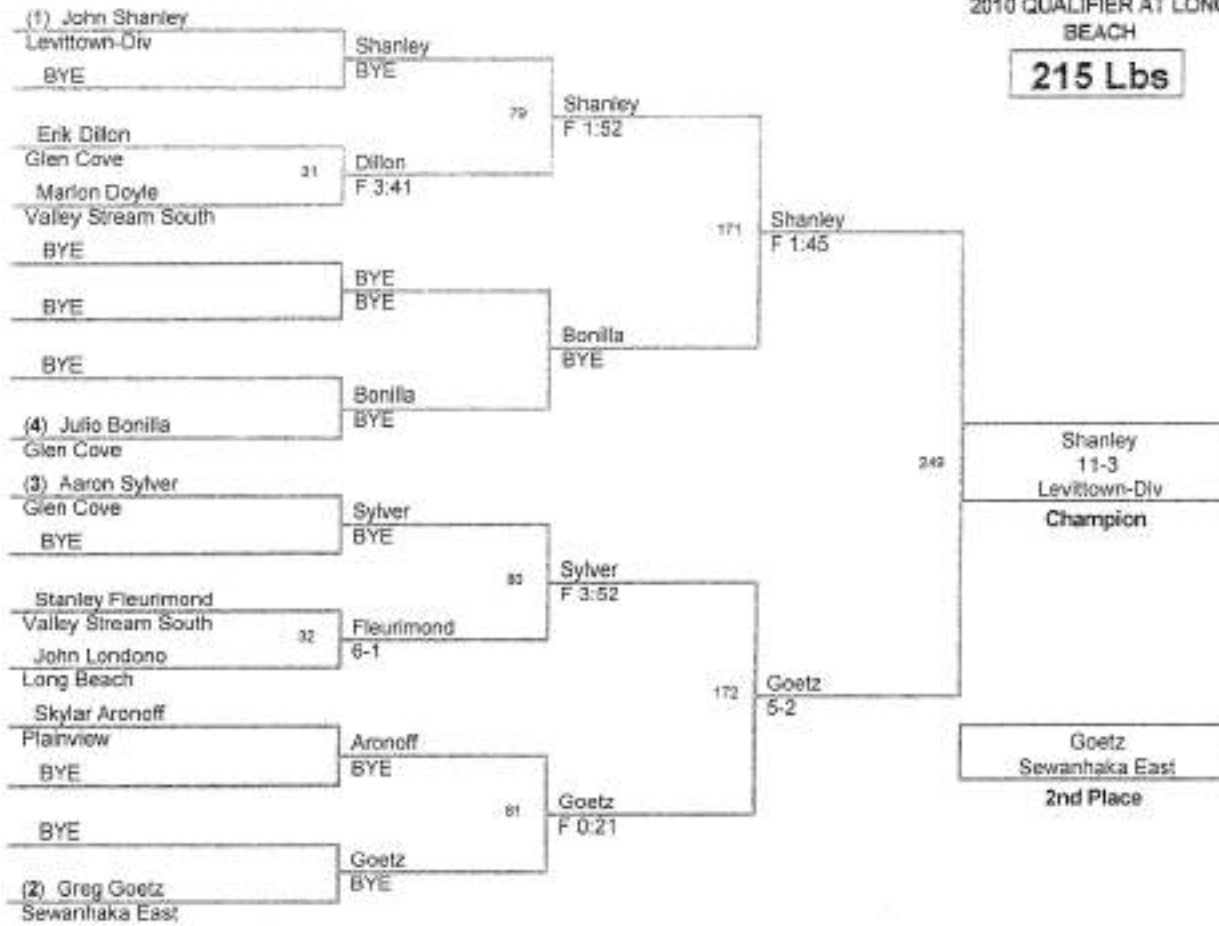 2010 QUALIFIER AT LONG
BEACH
215 Lbs
(1) John Shanley
Levittown-Div
BYE
Erik Dillon
Glen Cove
31
Marlon Doyle
Valley Stream South
BYE
BYE
BYE
(4) Julio Bonilla
Glen Cove
(3) Aaron Sylver
Glen Cove
BYE
Stanley Fleurimond
Valley Stream South
32
John Londono
Long Beach
Skylar Aronoff
Plainview
BYE
BYE
(2) Greg Goetz
Sewanhaka East
Shanley
BYE
79
Dillon
F 3:41
BYE
BYE
Bonilla
BYE
Sylver
BYE
80
Fleurimond
6-1
Aronoff
BYE
81
Goetz
BYE
Shanley
F 1:52
171
Bonilla
BYE
Sylver
F 3:52
172
Goetz
F 0:21
Shanley
F 1:45
249
Goetz
5-2
Shanley
11-3
Levittown-Div
Champion
Goetz
Sewanhaka East
2nd Place